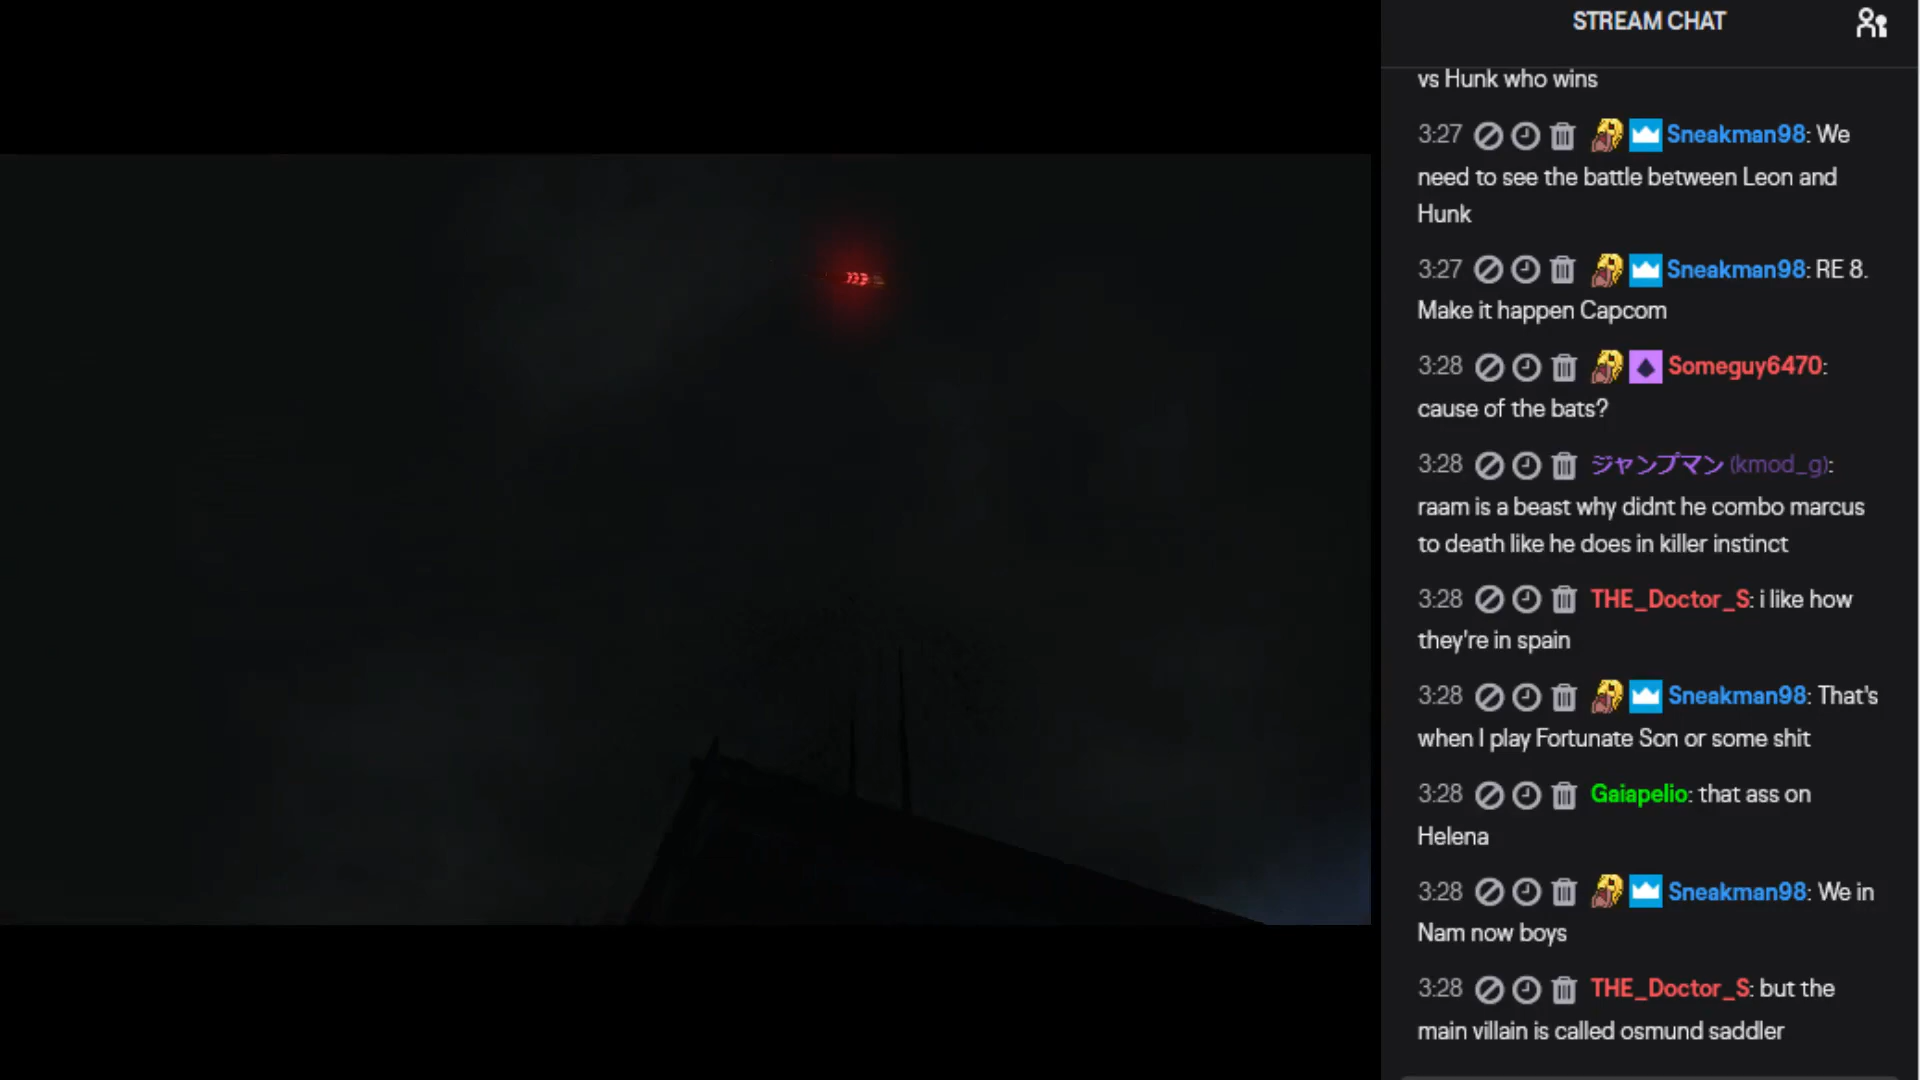 STREAM CHAT
vs Hunk who wins
3:27 Sneakman98: We
need to see the battle between Leon and
Hunk
3:27 Sneakman98: RE 8.
Make it happen Capcom
3:28 Someguy6470:
cause of the bats?
3:28 ジャンプマン (kmod_g):
raam is a beast why didnt he combo marcus
to death like he does in killer instinct
3:28 THE_Doctor_S: i like how
they're in spain
3:28 Sneakman98: That's
when I play Fortunate Son or some shit
3:28 Gaiapelio: that ass on
Helena
3:28 Sneakman98: We in
Nam now boys
3:28 THE_Doctor_S: but the
main villain is called osmund saddler